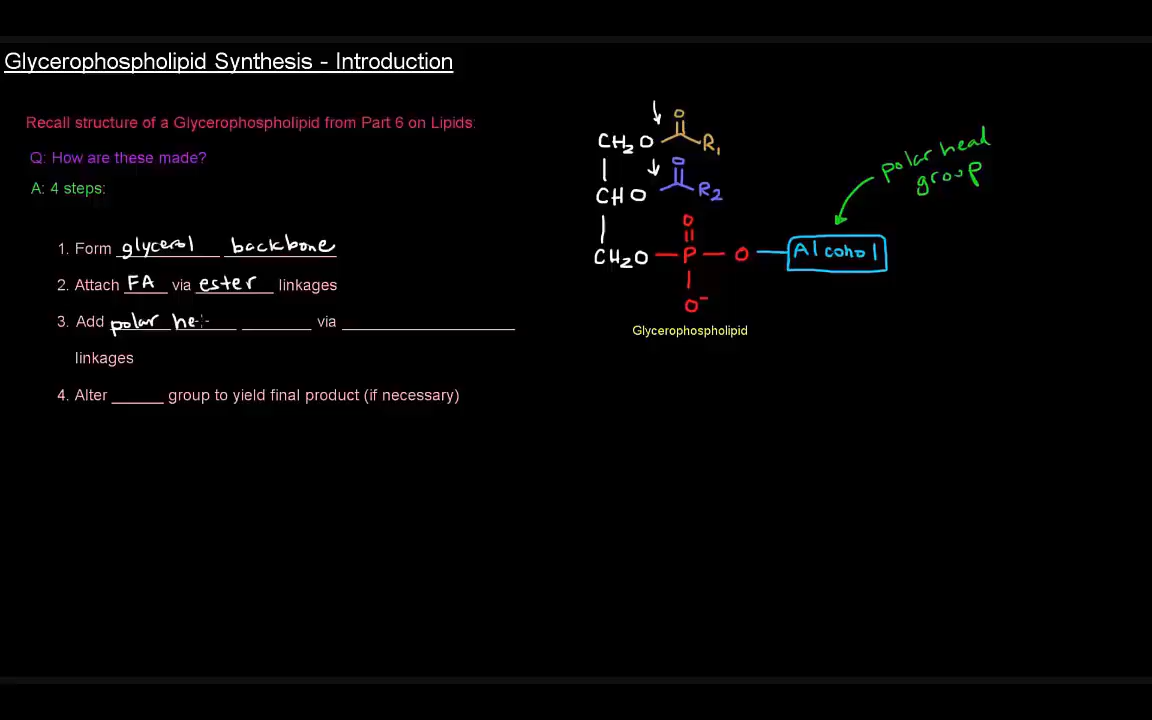 Glycerophospholipid Synthesis - Introduction
Recall structure of a Glycerophospholipid from Part 6 on Lipids:
Q: How are these made?
A: 4 steps:
1. Form glycerol backbone
2. Attach FA via ester linkages
3. Add polar he via
linkages
4. Alter group to yield final product (if necessary)
O
CH2O R1
O
CHO R2
O
CH2O P O Alcohol
O-
polar head
group
Glycerophospholipid